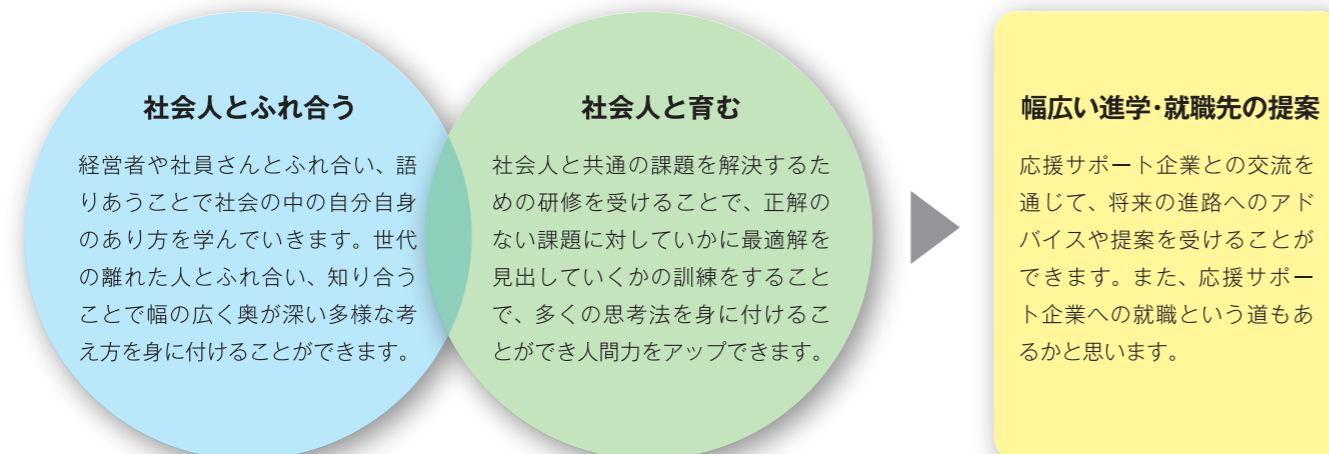 社会人とふれ合う
経営者や社員さんとふれ合い、語
りあうことで社会の中の自分自身
のあり方を学んでいきます。世代
の離れた人とふれ合い、知り合う
ことで幅の広く奥が深い多様な考
え方を身に付けることができます。
社会人と育む
社会人と共通の課題を解決するた
めの研修を受けることで、正解の
ない課題に対していかに最適解を
見出していくかの訓練をすること
で、多くの思考法を身に付けるこ
とができ人間力をアップできます。
幅広い進学・就職先の提案
応援サポート企業との交流を
通じて、将来の進路へのアド
バイスや提案を受けることが
できます。また、応援サポー
ト企業への就職という道もあ
るかと思います。